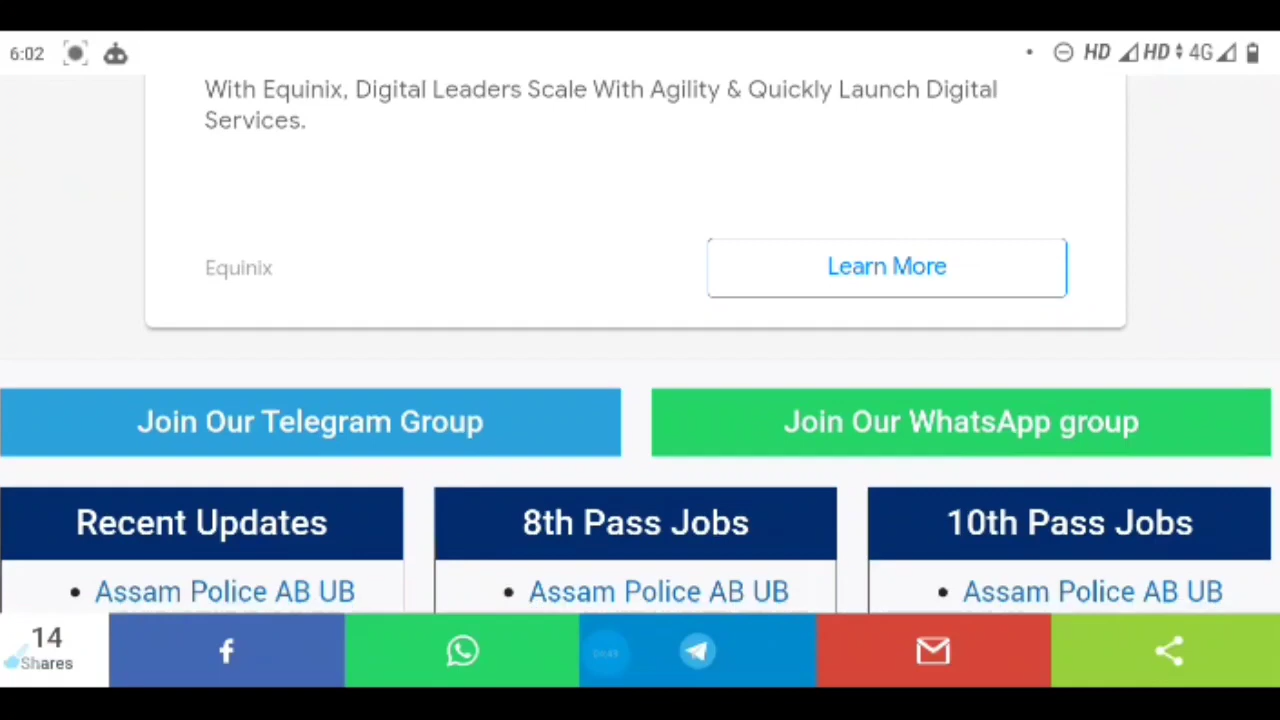 6:02 HD HD 4G
With Equinix, Digital Leaders Scale With Agility & Quickly Launch Digital
Services.
Equinix
Learn More
Join Our Telegram Group
Join Our WhatsApp group
Recent Updates
8th Pass Jobs
10th Pass Jobs
• Assam Police AB UB
• Assam Police AB UB
• Assam Police AB UB
14
Shares